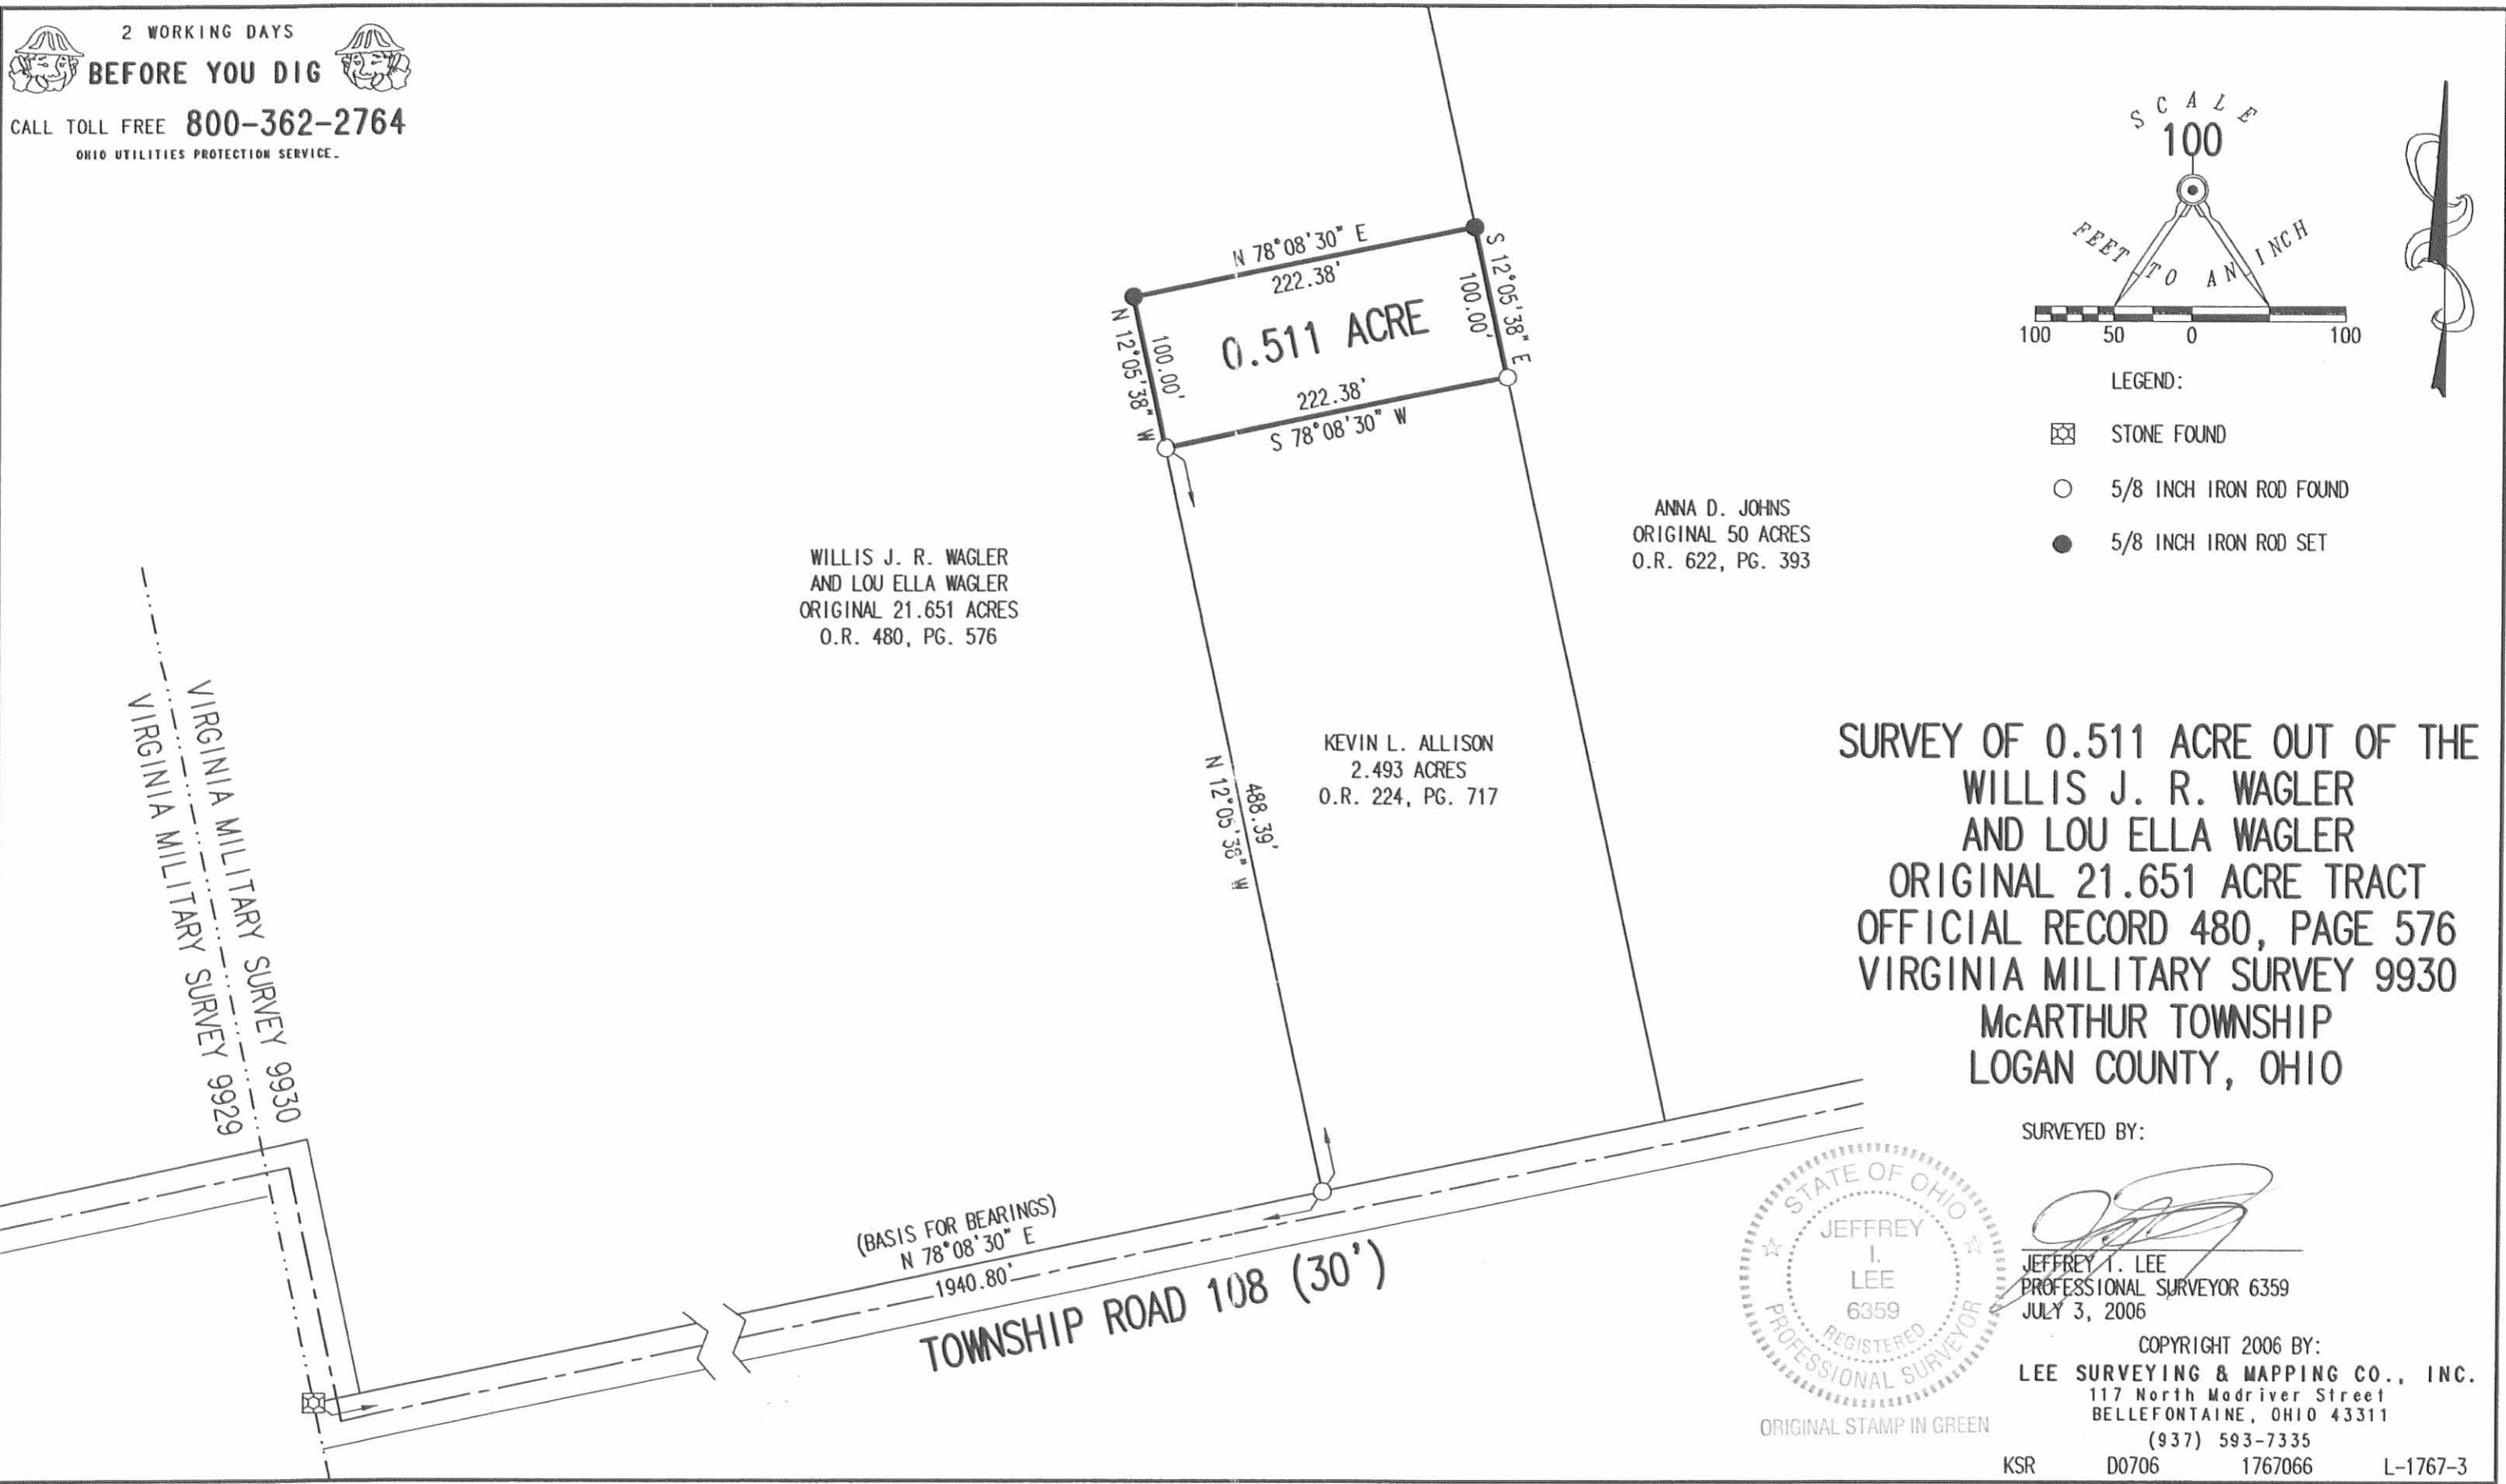 2 WORKING DAYS
BEFORE YOU DIG
CALL TOLL FREE 800-362-2764
OHIO UTILITIES PROTECTION SERVICE.
SCALE
100
FEET TO AN INCH
100 50 0 100
LEGEND:
STONE FOUND
5/8 INCH IRON ROD FOUND
5/8 INCH IRON ROD SET
N 78°08'30" E
222.38'
S 12°05'38" E
100.00'
0.511 ACRE
N 12°05'38" W
100.00'
222.38'
S 78°08'30" W
WILLIS J. R. WAGLER
AND LOU ELLA WAGLER
ORIGINAL 21.651 ACRES
O.R. 480, PG. 576
ANNA D. JOHNS
ORIGINAL 50 ACRES
O.R. 622, PG. 393
KEVIN L. ALLISON
2.493 ACRES
O.R. 224, PG. 717
488.39'
N 12°05'38" W
VIRGINIA MILITARY SURVEY 9930
VIRGINIA MILITARY SURVEY 9929
(BASIS FOR BEARINGS)
N 78°08'30" E
1940.80'
TOWNSHIP ROAD 108 (30')
SURVEY OF 0.511 ACRE OUT OF THE
WILLIS J. R. WAGLER
AND LOU ELLA WAGLER
ORIGINAL 21.651 ACRE TRACT
OFFICIAL RECORD 480, PAGE 576
VIRGINIA MILITARY SURVEY 9930
McARTHUR TOWNSHIP
LOGAN COUNTY, OHIO
SURVEYED BY:
STATE OF OHIO
JEFFREY
I.
LEE
6359
REGISTERED
PROFESSIONAL SURVEYOR
ORIGINAL STAMP IN GREEN
JEFFREY I. LEE
PROFESSIONAL SURVEYOR 6359
JULY 3, 2006
COPYRIGHT 2006 BY:
LEE SURVEYING & MAPPING CO., INC.
117 North Madriver Street
BELLEFONTAINE, OHIO 43311
(937) 593-7335
KSR D0706 1767066 L-1767-3